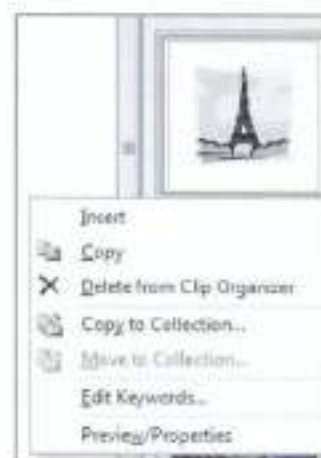 Insert
Copy
Delete from Clip Organizer
Copy to Collection...
Move to Collection...
Edit Keywords...
Preview/Properties